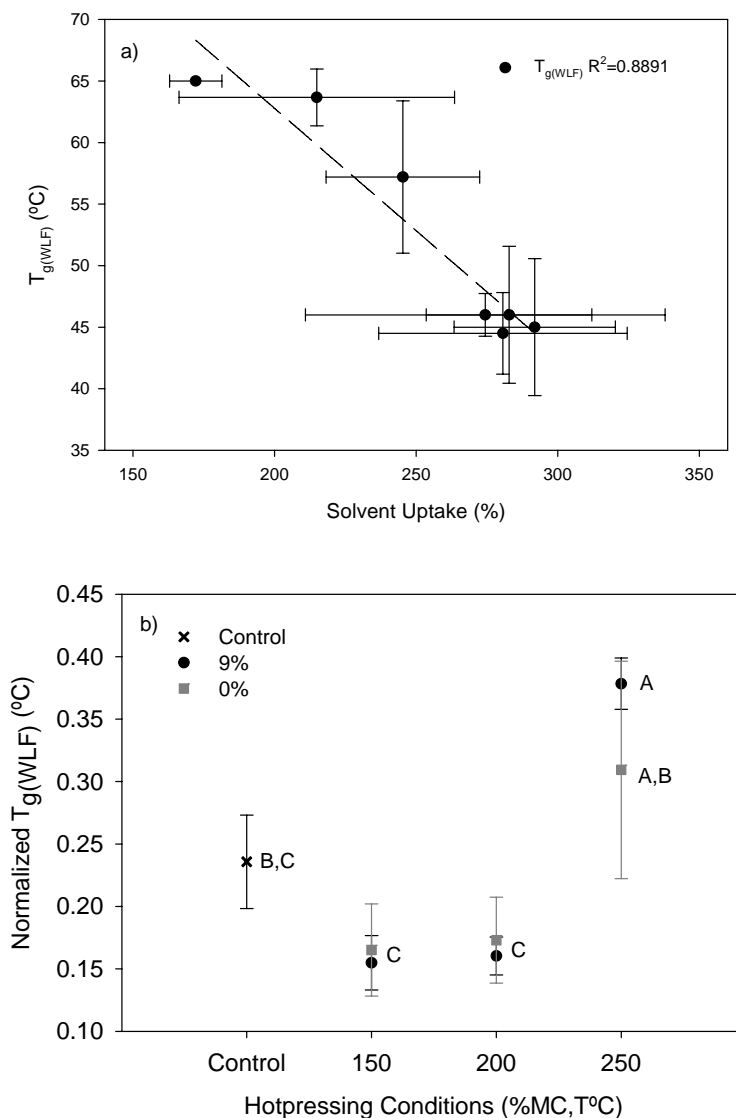 a)
T_g(WLF) R²=0.8891
T_g(WLF) (ºC)
70
65
60
55
50
45
40
35
150 200 250 300 350
Solvent Uptake (%)
b)
Control
9%
0%
Normalized T_g(WLF) (ºC)
0.45
0.40
0.35
0.30
0.25
0.20
0.15
0.10
A
A,B
B,C
C
C
Control 150 200 250
Hotpressing Conditions (%MC,TºC)